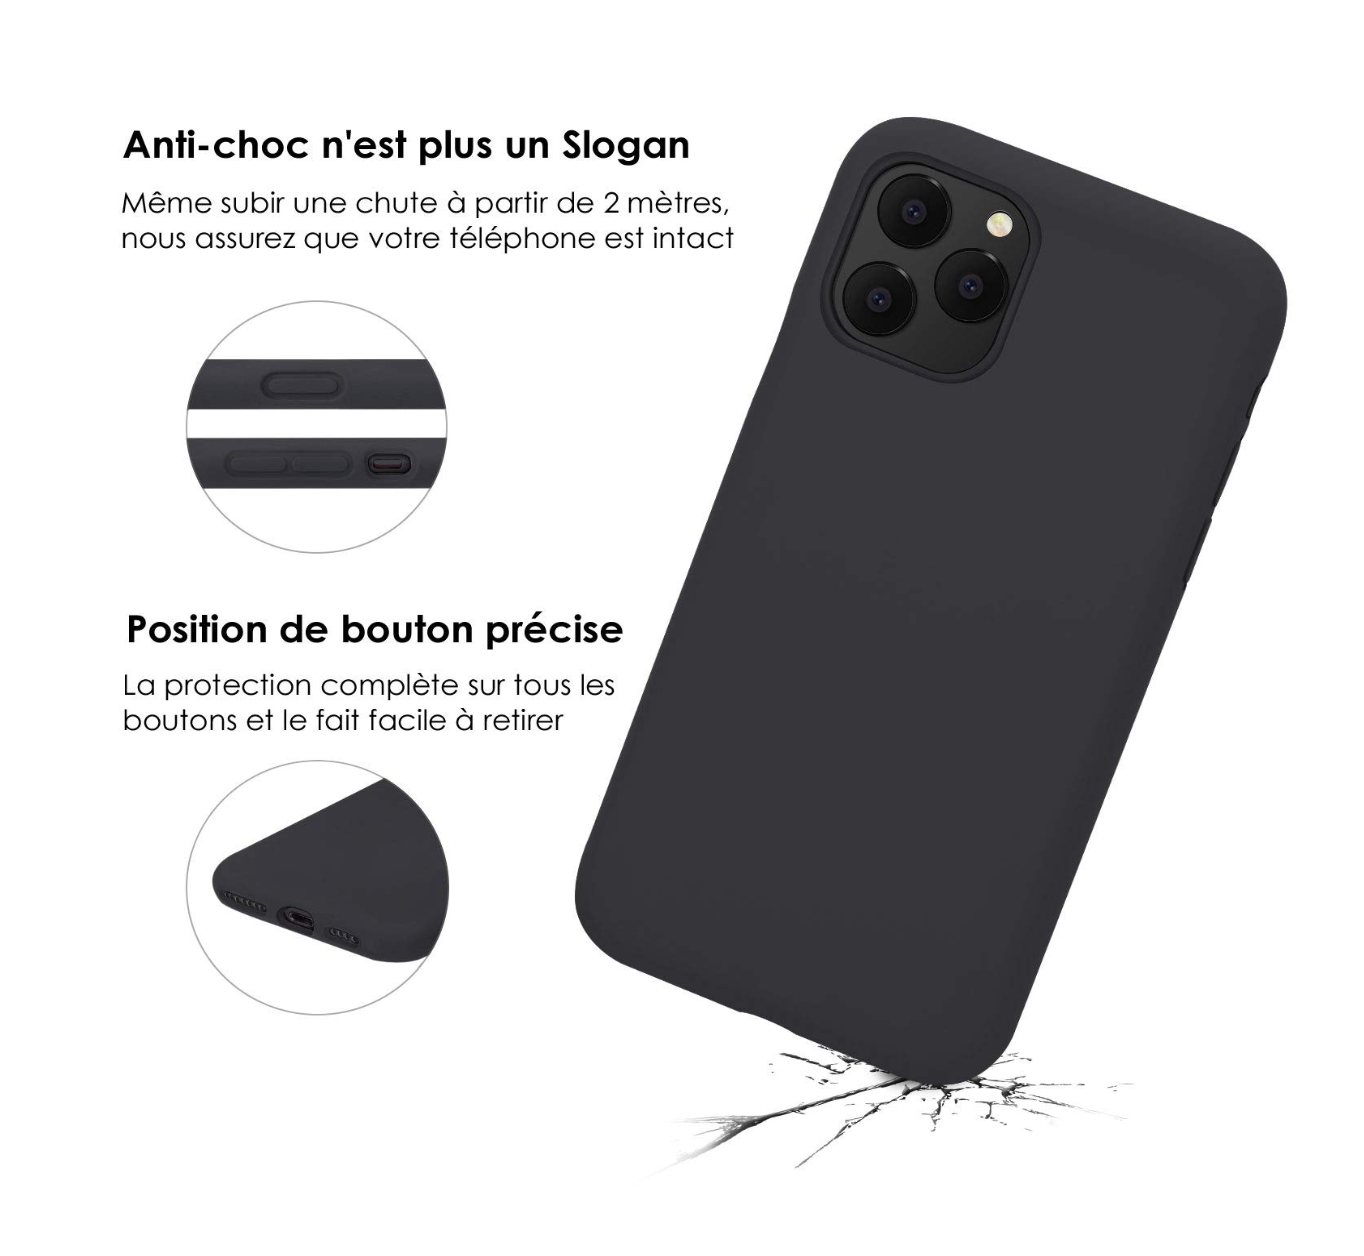 Anti-choc n'est plus un Slogan
Même subir une chute à partir de 2 mètres,
nous assurez que votre téléphone est intact
Position de bouton précise
La protection complète sur tous les
boutons et le fait facile à retirer